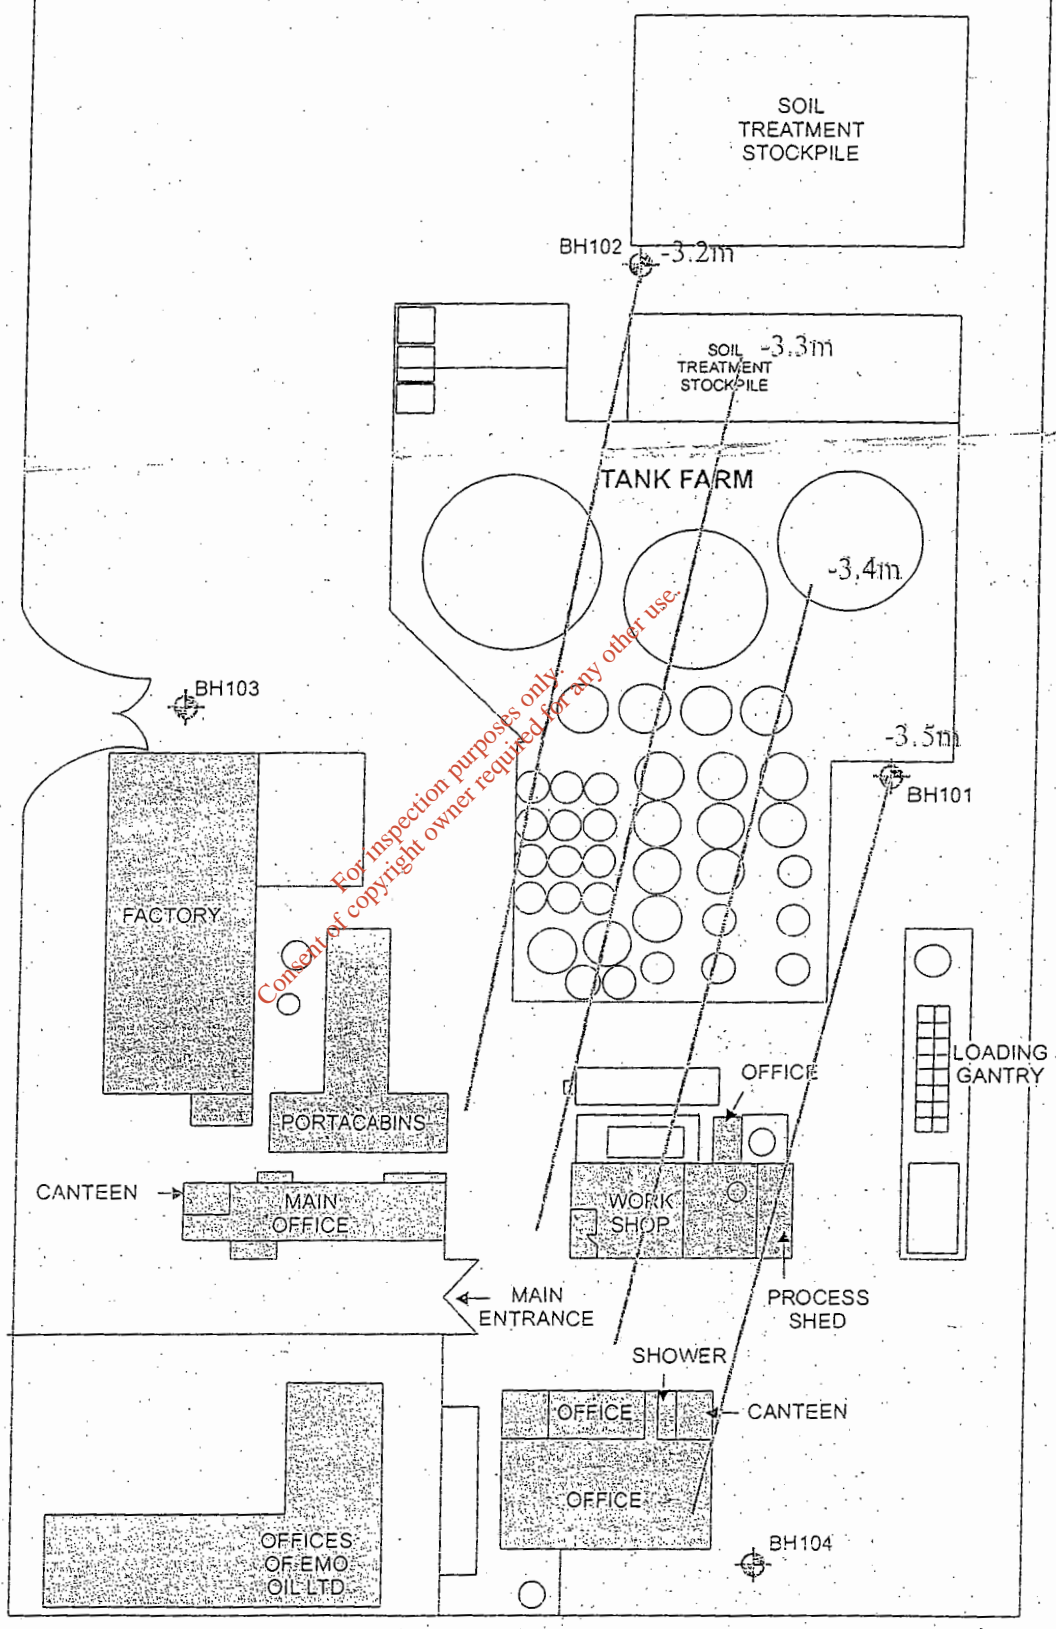 SOIL
TREATMENT
STOCKPILE
BH102
-3.2m
SOIL
TREATMENT
STOCKPILE
-3.3m
TANK FARM
-3.4m
For inspection purposes only.
Consent of copyright owner required for any other use.
BH103
-3.5m
BH101
FACTORY
LOADING
GANTRY
OFFICE
PORTACABINS
CANTEEN
MAIN
OFFICE
WORK
SHOP
MAIN
ENTRANCE
PROCESS
SHED
SHOWER
OFFICE
CANTEEN
OFFICE
OFFICES
OF EMO
OIL LTD
BH104